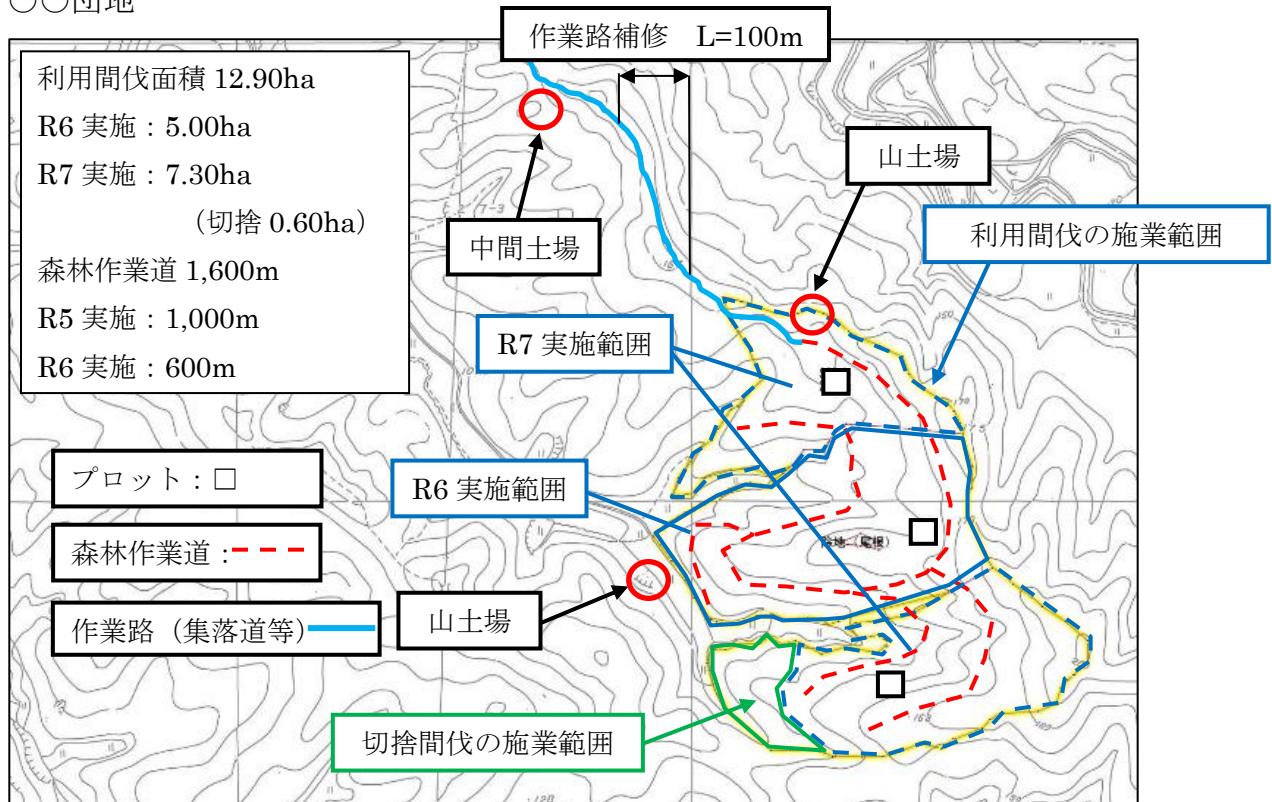 ○○団地
作業路補修 L=100m
利用間伐面積 12.90ha
R6 実施：5.00ha
R7 実施：7.30ha
（切捨 0.60ha）
森林作業道 1,600m
R5 実施：1,000m
R6 実施：600m
山土場
中間土場
利用間伐の施業範囲
R7 実施範囲
プロット：□
R6 実施範囲
森林作業道：
除地（尾根）
作業路（集落道等）
山土場
切捨間伐の施業範囲